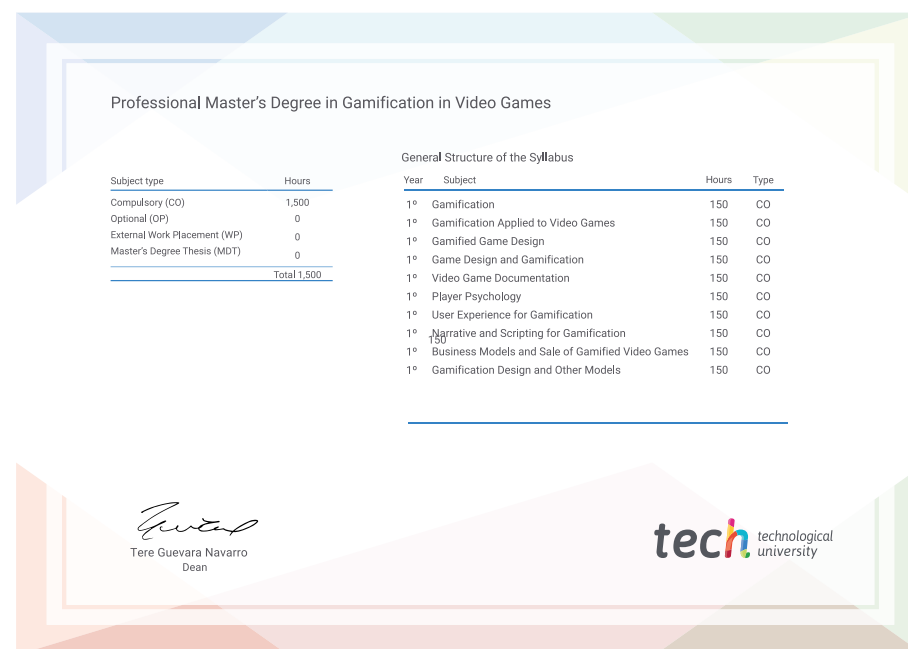 Professional Master's Degree in Gamification in Video Games
Subject type Hours
Compulsory (CO) 1,500
Optional (OP) 0
External Work Placement (WP) 0
Master's Degree Thesis (MDT) 0
Total 1,500
General Structure of the Syllabus
Year Subject Hours Type
1º Gamification 150 CO
1º Gamification Applied to Video Games 150 CO
1º Gamified Game Design 150 CO
1º Game Design and Gamification 150 CO
1º Video Game Documentation 150 CO
1º Player Psychology 150 CO
1º User Experience for Gamification 150 CO
1º Narrative and Scripting for Gamification 150 CO
150
1º Business Models and Sale of Gamified Video Games 150 CO
1º Gamification Design and Other Models 150 CO
Tere Guevara Navarro
Dean
tech technological
university